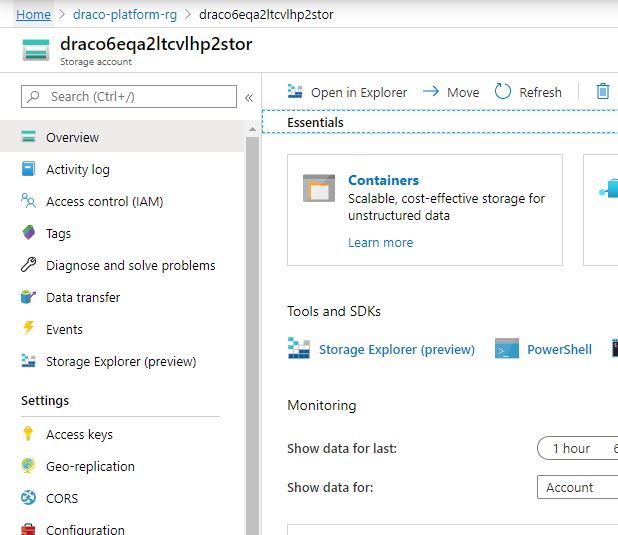 Home > draco-platform-rg > draco6eqa2ltcvlhp2stor
draco6eqa2ltcvlhp2stor
Storage account
Search (Ctrl+/)
«
Open in Explorer
Move
Refresh
Overview
Activity log
Access control (IAM)
Tags
Diagnose and solve problems
Data transfer
Events
Storage Explorer (preview)
Settings
Access keys
Geo-replication
CORS
Configuration
Essentials
Containers
Scalable, cost-effective storage for
unstructured data
Learn more
Tools and SDKs
Storage Explorer (preview)
PowerShell
Monitoring
Show data for last:
1 hour
6
Show data for:
Account